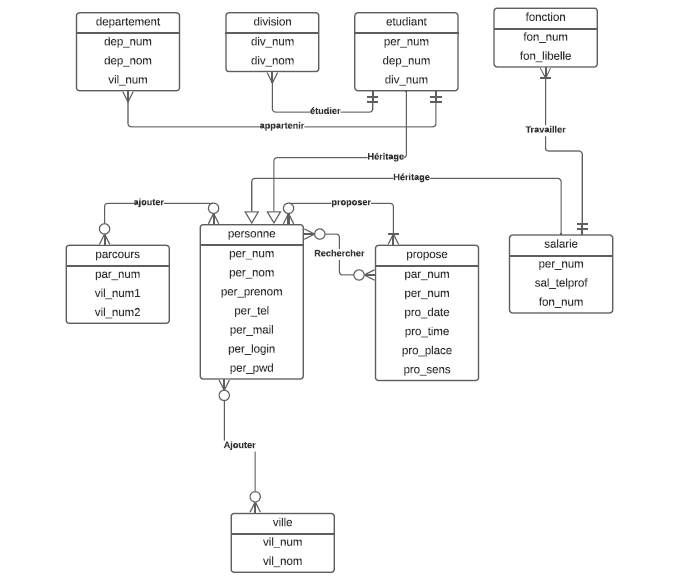 departement
dep_num
dep_nom
vil_num
division
div_num
div_nom
etudiant
per_num
dep_num
div_num
fonction
fon_num
fon_libelle
étudier
appartenir
Travailler
Héritage
Héritage
ajouter
proposer
parcours
par_num
vil_num1
vil_num2
personne
per_num
per_nom
per_prenom
per_tel
per_mail
per_login
per_pwd
Rechercher
propose
par_num
per_num
pro_date
pro_time
pro_place
pro_sens
salarie
per_num
sal_telprof
fon_num
Ajouter
ville
vil_num
vil_nom